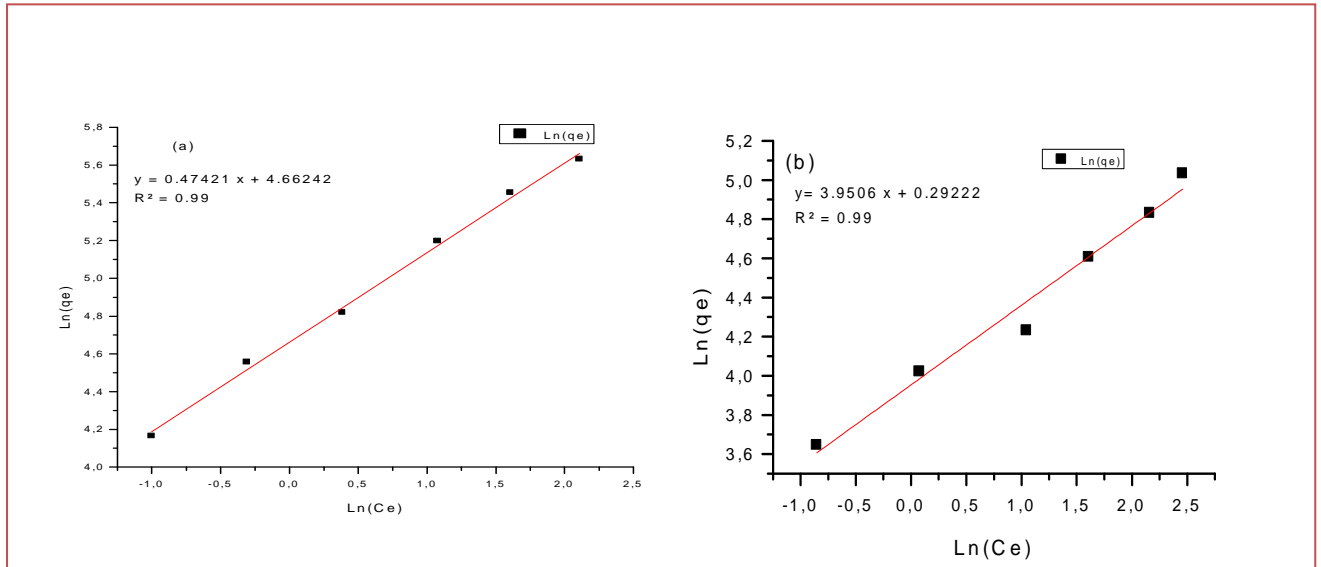 (a)
Ln(qe)
y = 0.47421 x + 4.66242
R² = 0.99
5,8
5,6
5,4
5,2
5,0
4,8
4,6
4,4
4,2
4,0
Ln(qe)
-1,0 -0,5 0,0 0,5 1,0 1,5 2,0 2,5
Ln(Ce)
(b)
Ln(qe)
y= 3.9506 x + 0.29222
R² = 0.99
5,2
5,0
4,8
4,6
4,4
4,2
4,0
3,8
3,6
Ln(qe)
-1,0 -0,5 0,0 0,5 1,0 1,5 2,0 2,5
Ln(Ce)